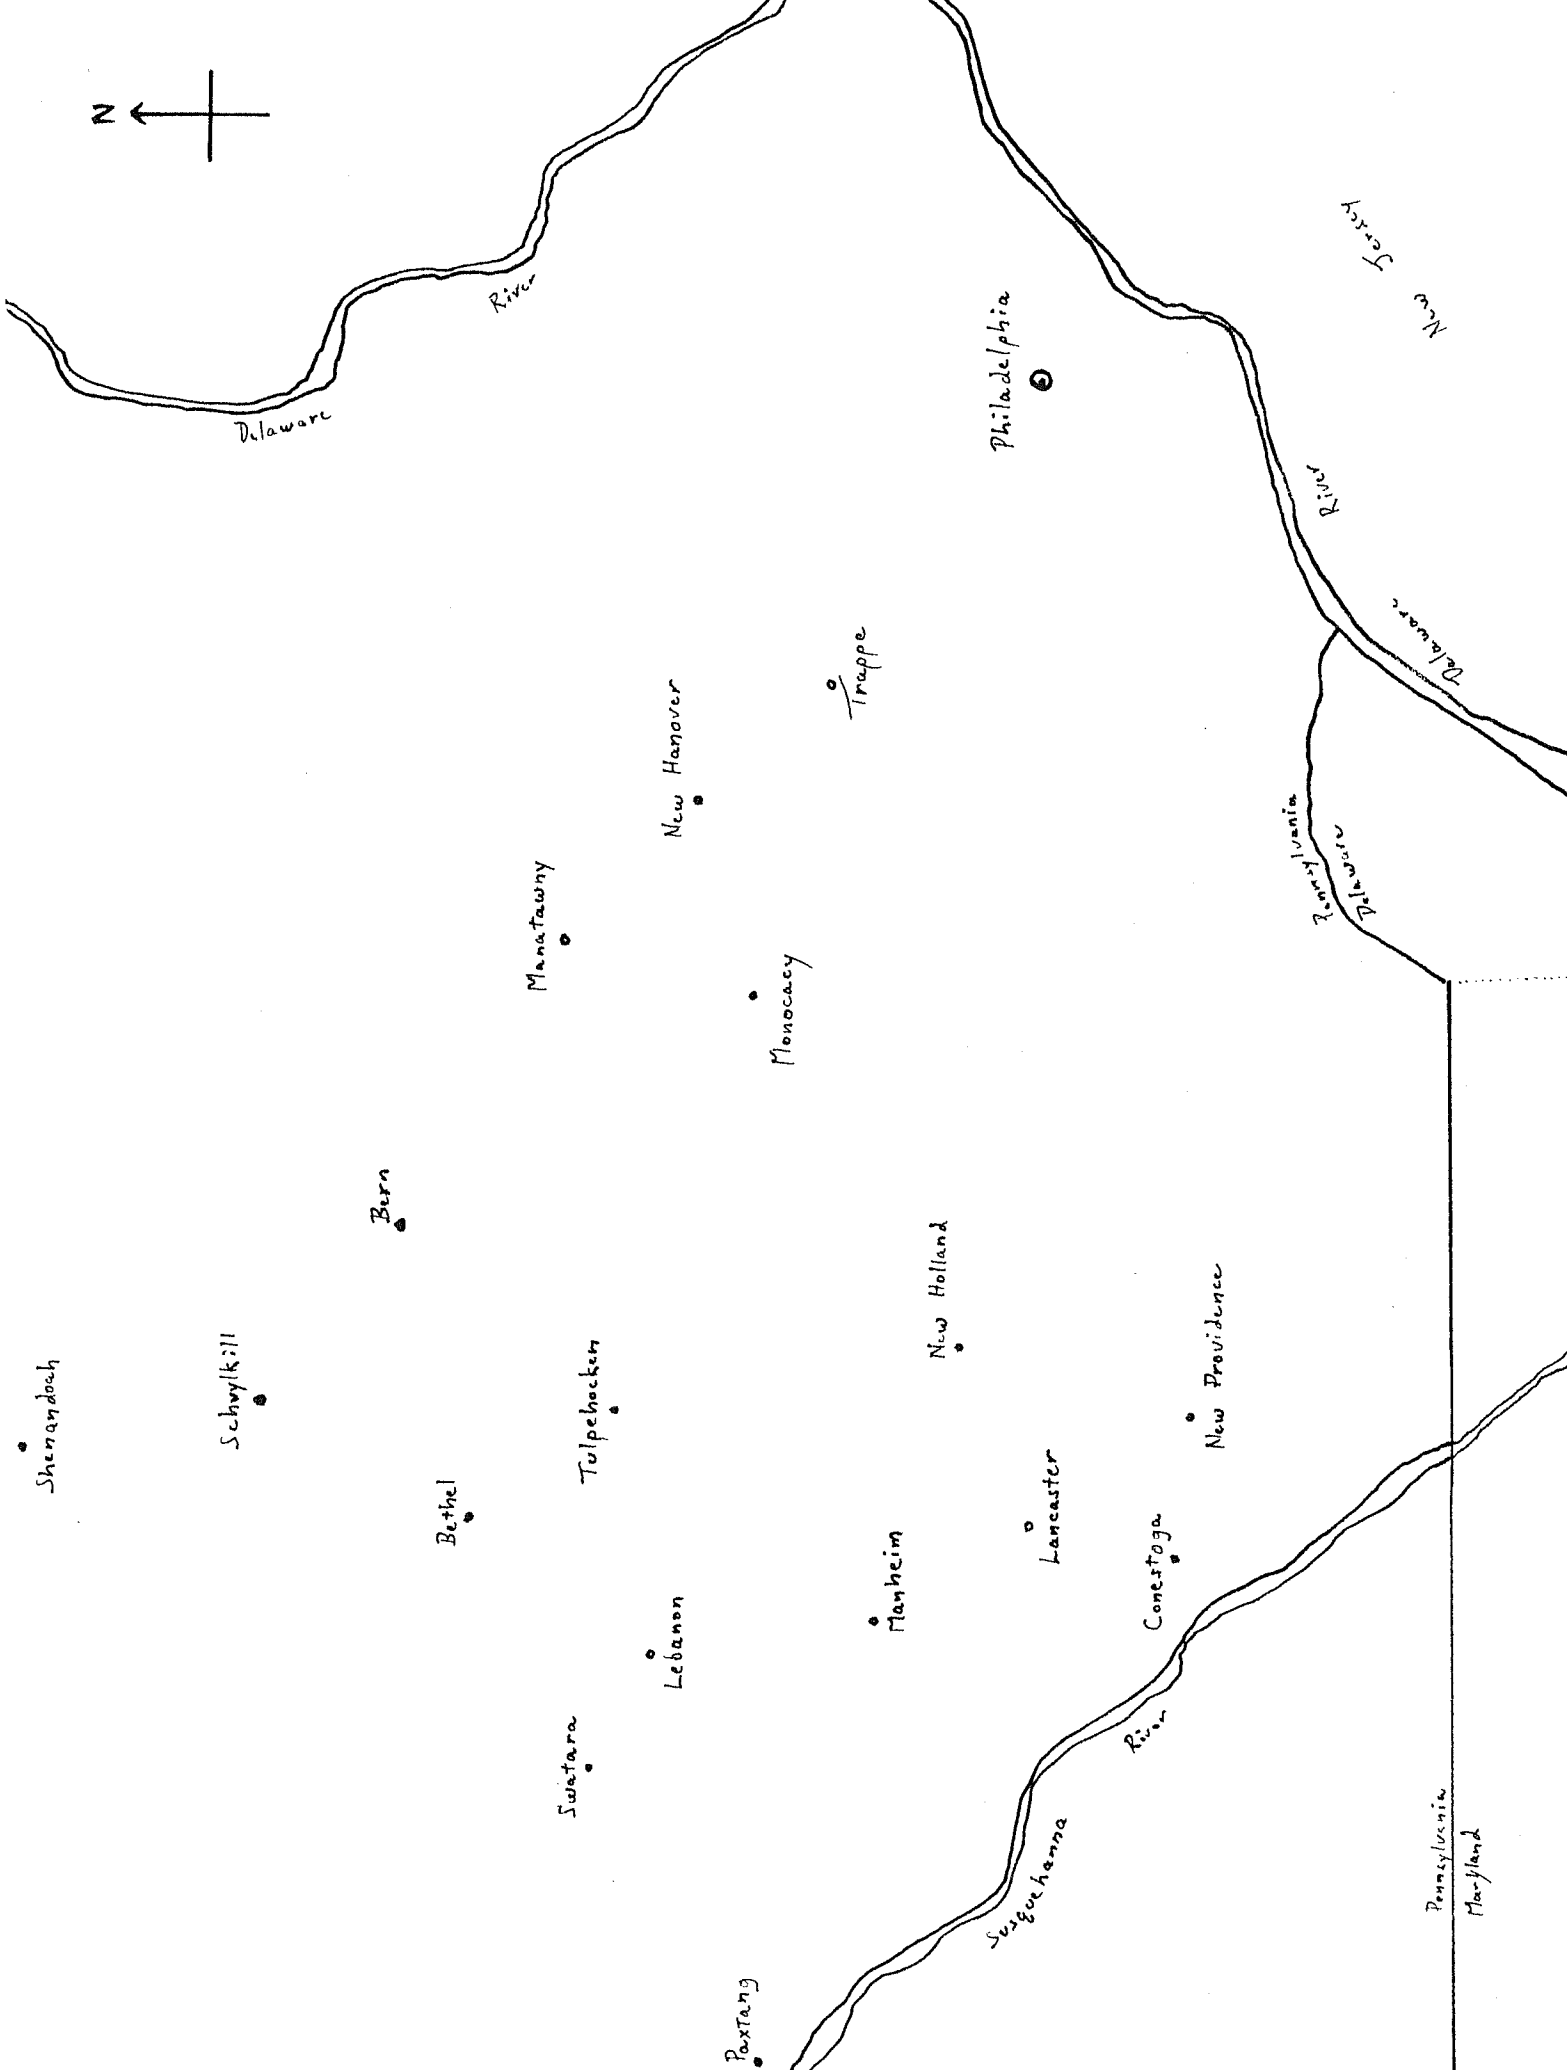 N
Shenandoah
Schuylkill
Bern
Bethel
Tulpehocken
Swatara
Lebanon
Paxtang
Manheim
Lancaster
Conestoga
New Holland
New Providence
Manatawny
Monocacy
New Hanover
Trappe
Philadelphia
Delaware
River
Susquehanna
River
Delaware
River
New Jersey
Pennsylvania
Delaware
Pennsylvania
Maryland